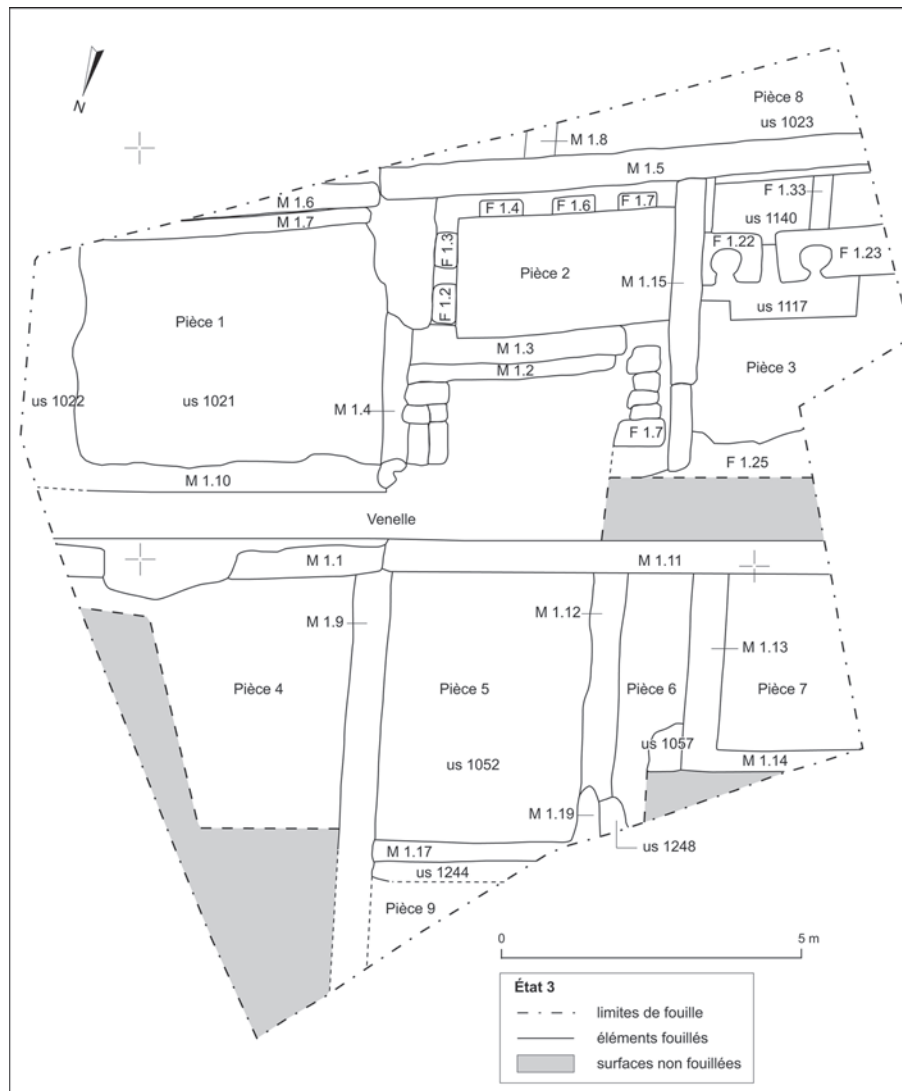 N
Pièce 8
us 1023
M 1.8
M 1.5
M 1.6
M 1.7
F 1.4
F 1.6
F 1.7
F 1.33
us 1140
F 1.3
F 1.22
F 1.23
Pièce 2
M 1.15
F 1.2
us 1117
Pièce 1
M 1.3
M 1.2
Pièce 3
us 1022
us 1021
M 1.4
F 1.7
F 1.25
M 1.10
Venelle
M 1.1
M 1.11
M 1.9
M 1.12
M 1.13
Pièce 4
Pièce 5
Pièce 6
Pièce 7
us 1052
us 1057
M 1.14
M 1.19
us 1248
M 1.17
us 1244
Pièce 9
0
5 m
État 3
limites de fouille
éléments fouillés
surfaces non fouillées